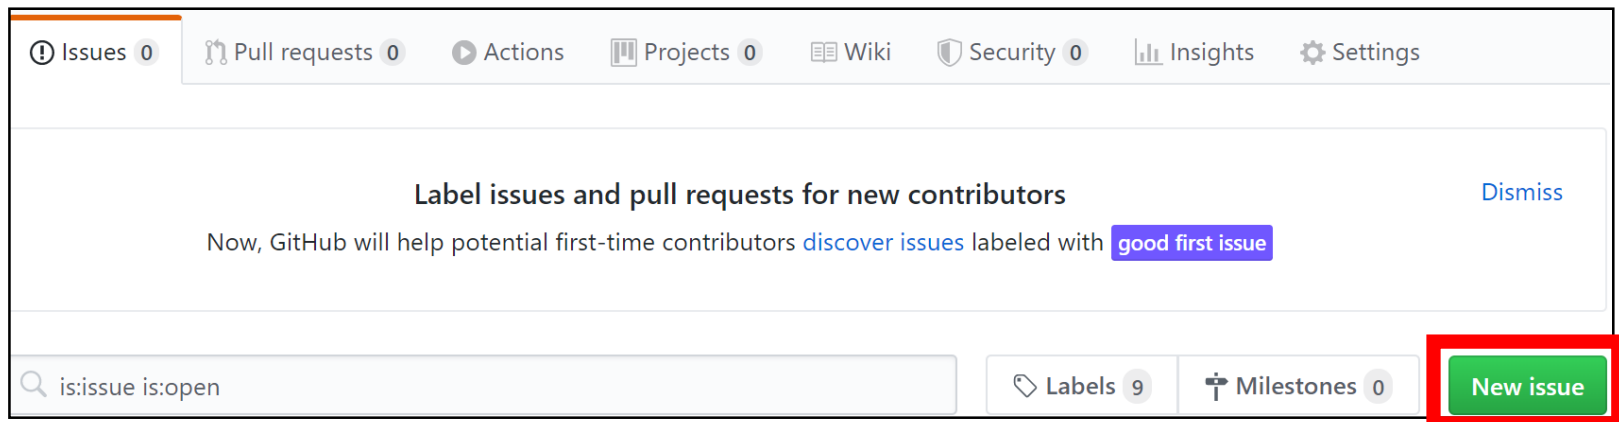 Issues 0 Pull requests 0 Actions Projects 0 Wiki Security 0 Insights Settings
Label issues and pull requests for new contributors Dismiss
Now, GitHub will help potential first-time contributors discover issues labeled with good first issue
is:issue is:open Labels 9 Milestones 0 New issue